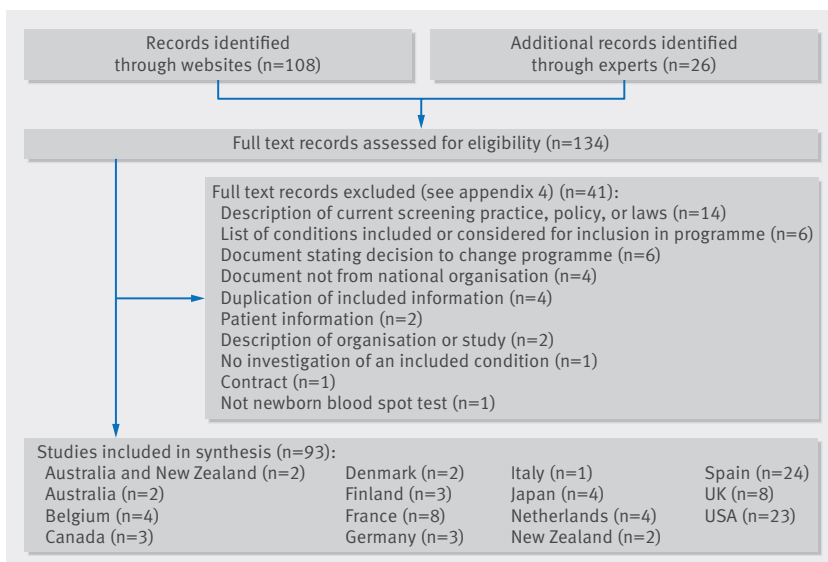 Records identified
through websites (n=108)
Additional records identified
through experts (n=26)
Full text records assessed for eligibility (n=134)
Full text records excluded (see appendix 4) (n=41):
Description of current screening practice, policy, or laws (n=14)
List of conditions included or considered for inclusion in programme (n=6)
Document stating decision to change programme (n=6)
Document not from national organisation (n=4)
Duplication of included information (n=4)
Patient information (n=2)
Description of organisation or study (n=2)
No investigation of an included condition (n=1)
Contract (n=1)
Not newborn blood spot test (n=1)
Studies included in synthesis (n=93):
Australia and New Zealand (n=2)
Australia (n=2)
Belgium (n=4)
Canada (n=3)
Denmark (n=2)
Finland (n=3)
France (n=8)
Germany (n=3)
Italy (n=1)
Japan (n=4)
Netherlands (n=4)
New Zealand (n=2)
Spain (n=24)
UK (n=8)
USA (n=23)